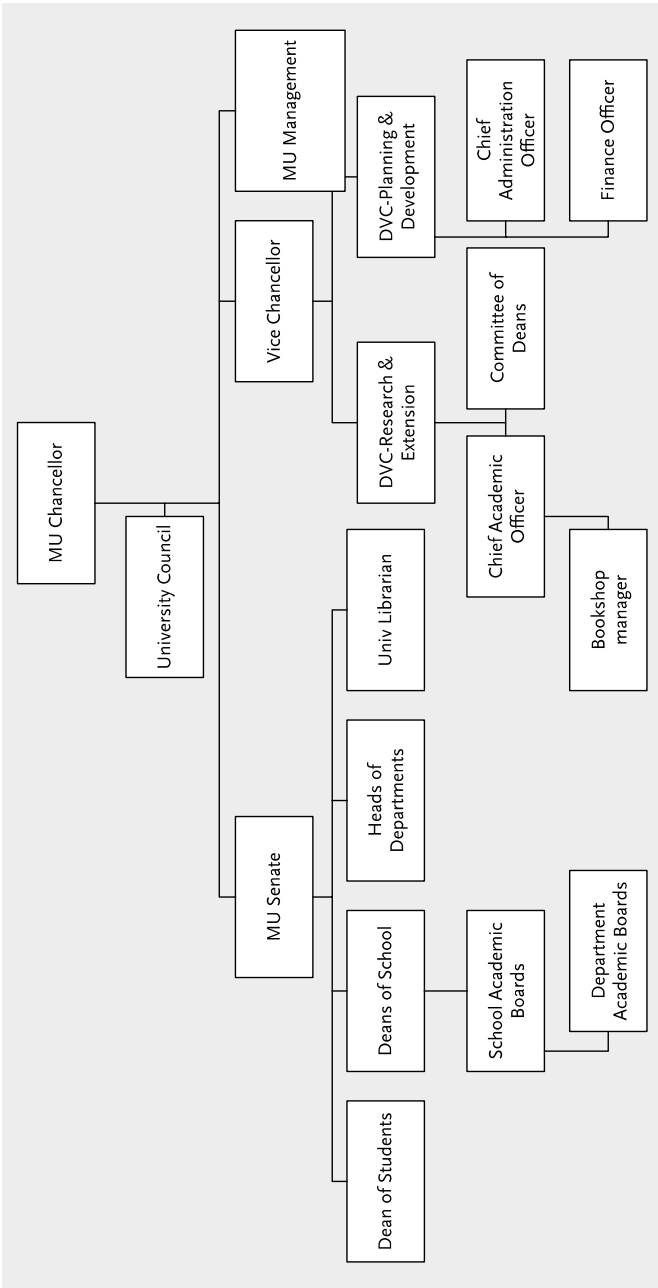 MU Chancellor
University Council
MU Senate
Vice Chancellor
MU Management
Dean of Students
Deans of School
Heads of
Departments
Univ Librarian
DVC-Research &
Extension
DVC-Planning &
Development
School Academic
Boards
Chief Academic
Officer
Committee of
Deans
Chief
Administration
Officer
Department
Academic Boards
Bookshop
manager
Finance Officer